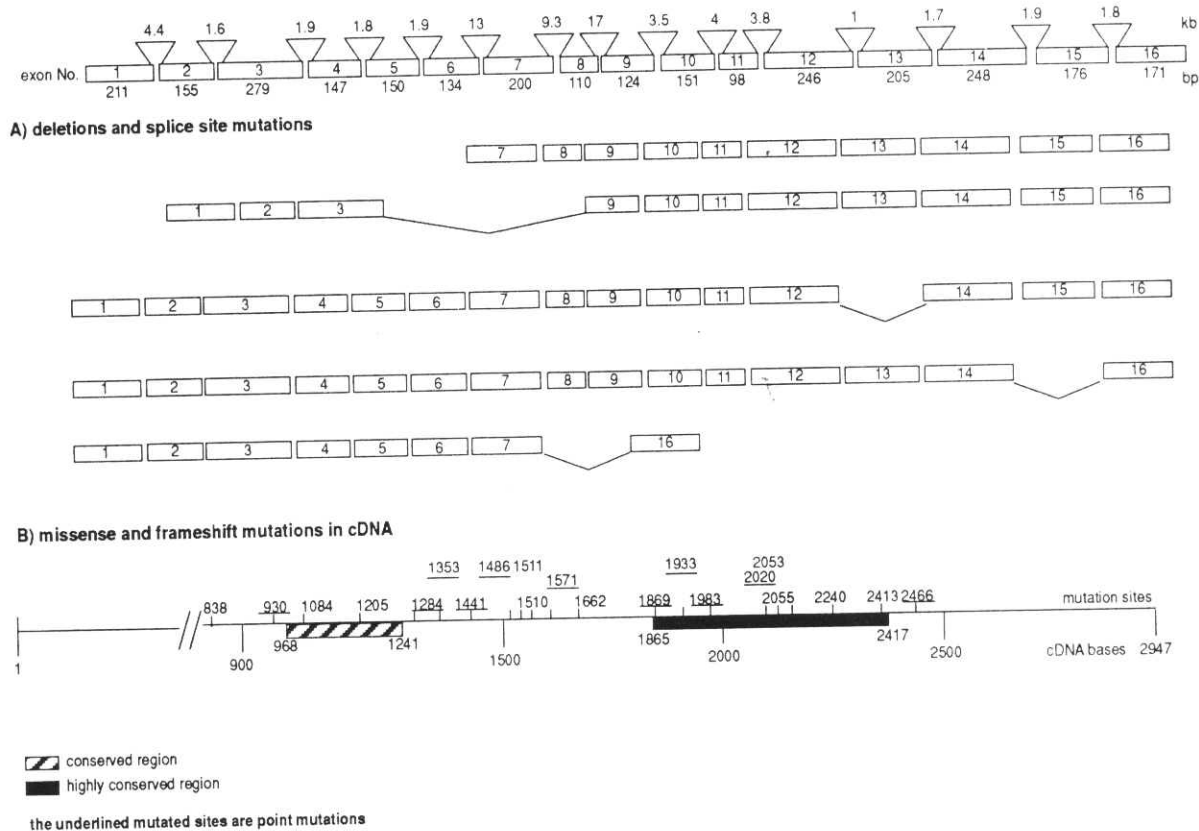 4.4 1.6 1.9 1.8 1.9 13 9.3 17 3.5 4 3.8 1 1.7 1.9 1.8 kb
exon No. 1 2 3 4 5 6 7 8 9 10 11 12 13 14 15 16
211 155 279 147 150 134 200 110 124 151 98 246 205 248 176 171 bp
A) deletions and splice site mutations
7 8 9 10 11 12 13 14 15 16
1 2 3 9 10 11 12 13 14 15 16
1 2 3 4 5 6 7 8 9 10 11 12 14 15 16
1 2 3 4 5 6 7 8 9 10 11 12 13 14 16
1 2 3 4 5 6 7 16
B) missense and frameshift mutations in cDNA
1353 1486 1511 1933 2053
1571 2020
838 930 1084 1205 1284 1441 1510 1662 1869 1983 2055 2240 2413 2466 mutation sites
968 1241 1865 2417
1 900 1500 2000 2500 cDNA bases 2947
conserved region
highly conserved region
the underlined mutated sites are point mutations